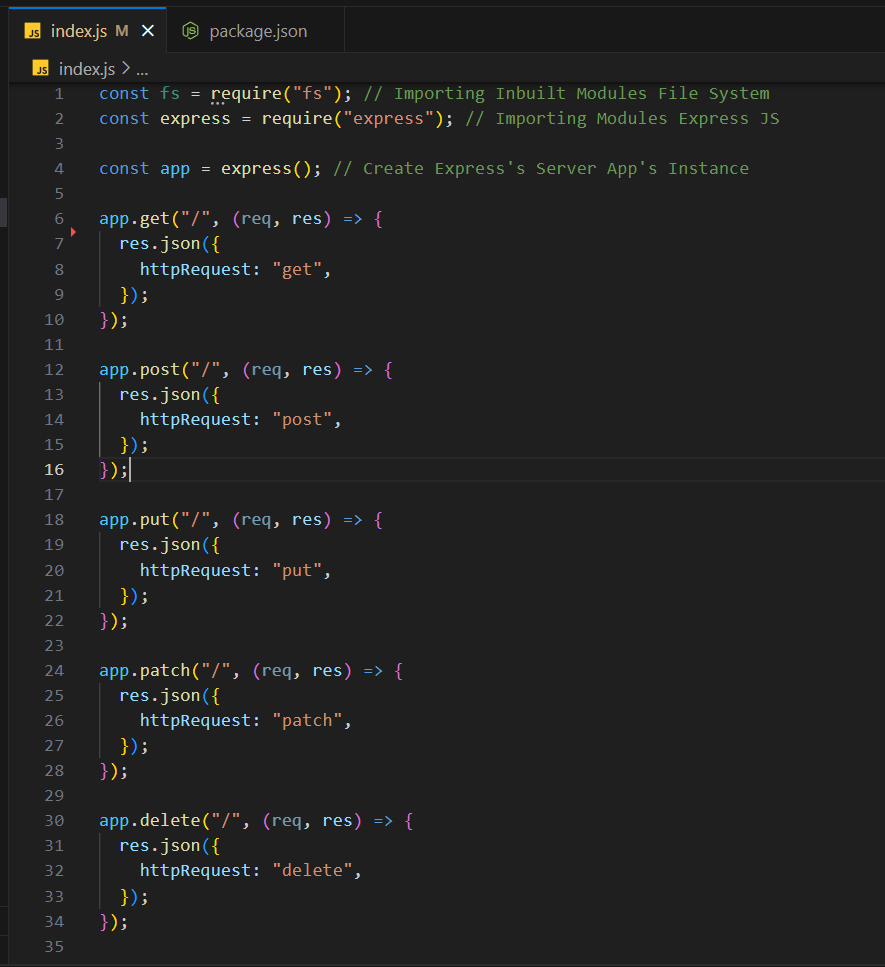 JS index.js M ×
JS package.json
JS index.js > ...
1 const fs = require("fs"); // Importing Inbuilt Modules File System
2 const express = require("express"); // Importing Modules Express JS
3
4 const app = express(); // Create Express's Server App's Instance
5
6 app.get("/", (req, res) => {
7   res.json({
8     httpRequest: "get",
9   });
10 });
11
12 app.post("/", (req, res) => {
13   res.json({
14     httpRequest: "post",
15   });
16 });
17
18 app.put("/", (req, res) => {
19   res.json({
20     httpRequest: "put",
21   });
22 });
23
24 app.patch("/", (req, res) => {
25   res.json({
26     httpRequest: "patch",
27   });
28 });
29
30 app.delete("/", (req, res) => {
31   res.json({
32     httpRequest: "delete",
33   });
34 });
35